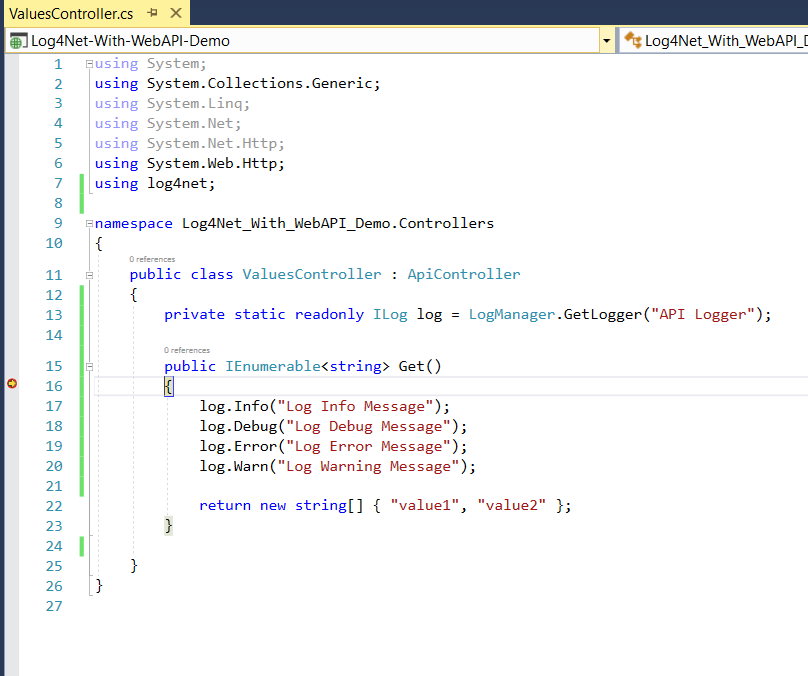 ValuesController.cs
Log4Net-With-WebAPI-Demo Log4Net_With_WebAPI_D
1 using System;
2 using System.Collections.Generic;
3 using System.Linq;
4 using System.Net;
5 using System.Net.Http;
6 using System.Web.Http;
7 using log4net;
8
9 namespace Log4Net_With_WebAPI_Demo.Controllers
10 {
0 references
11 public class ValuesController : ApiController
12 {
13 private static readonly ILog log = LogManager.GetLogger("API Logger");
14
0 references
15 public IEnumerable<string> Get()
16 {
17 log.Info("Log Info Message");
18 log.Debug("Log Debug Message");
19 log.Error("Log Error Message");
20 log.Warn("Log Warning Message");
21
22 return new string[] { "value1", "value2" };
23 }
24
25 }
26 }
27